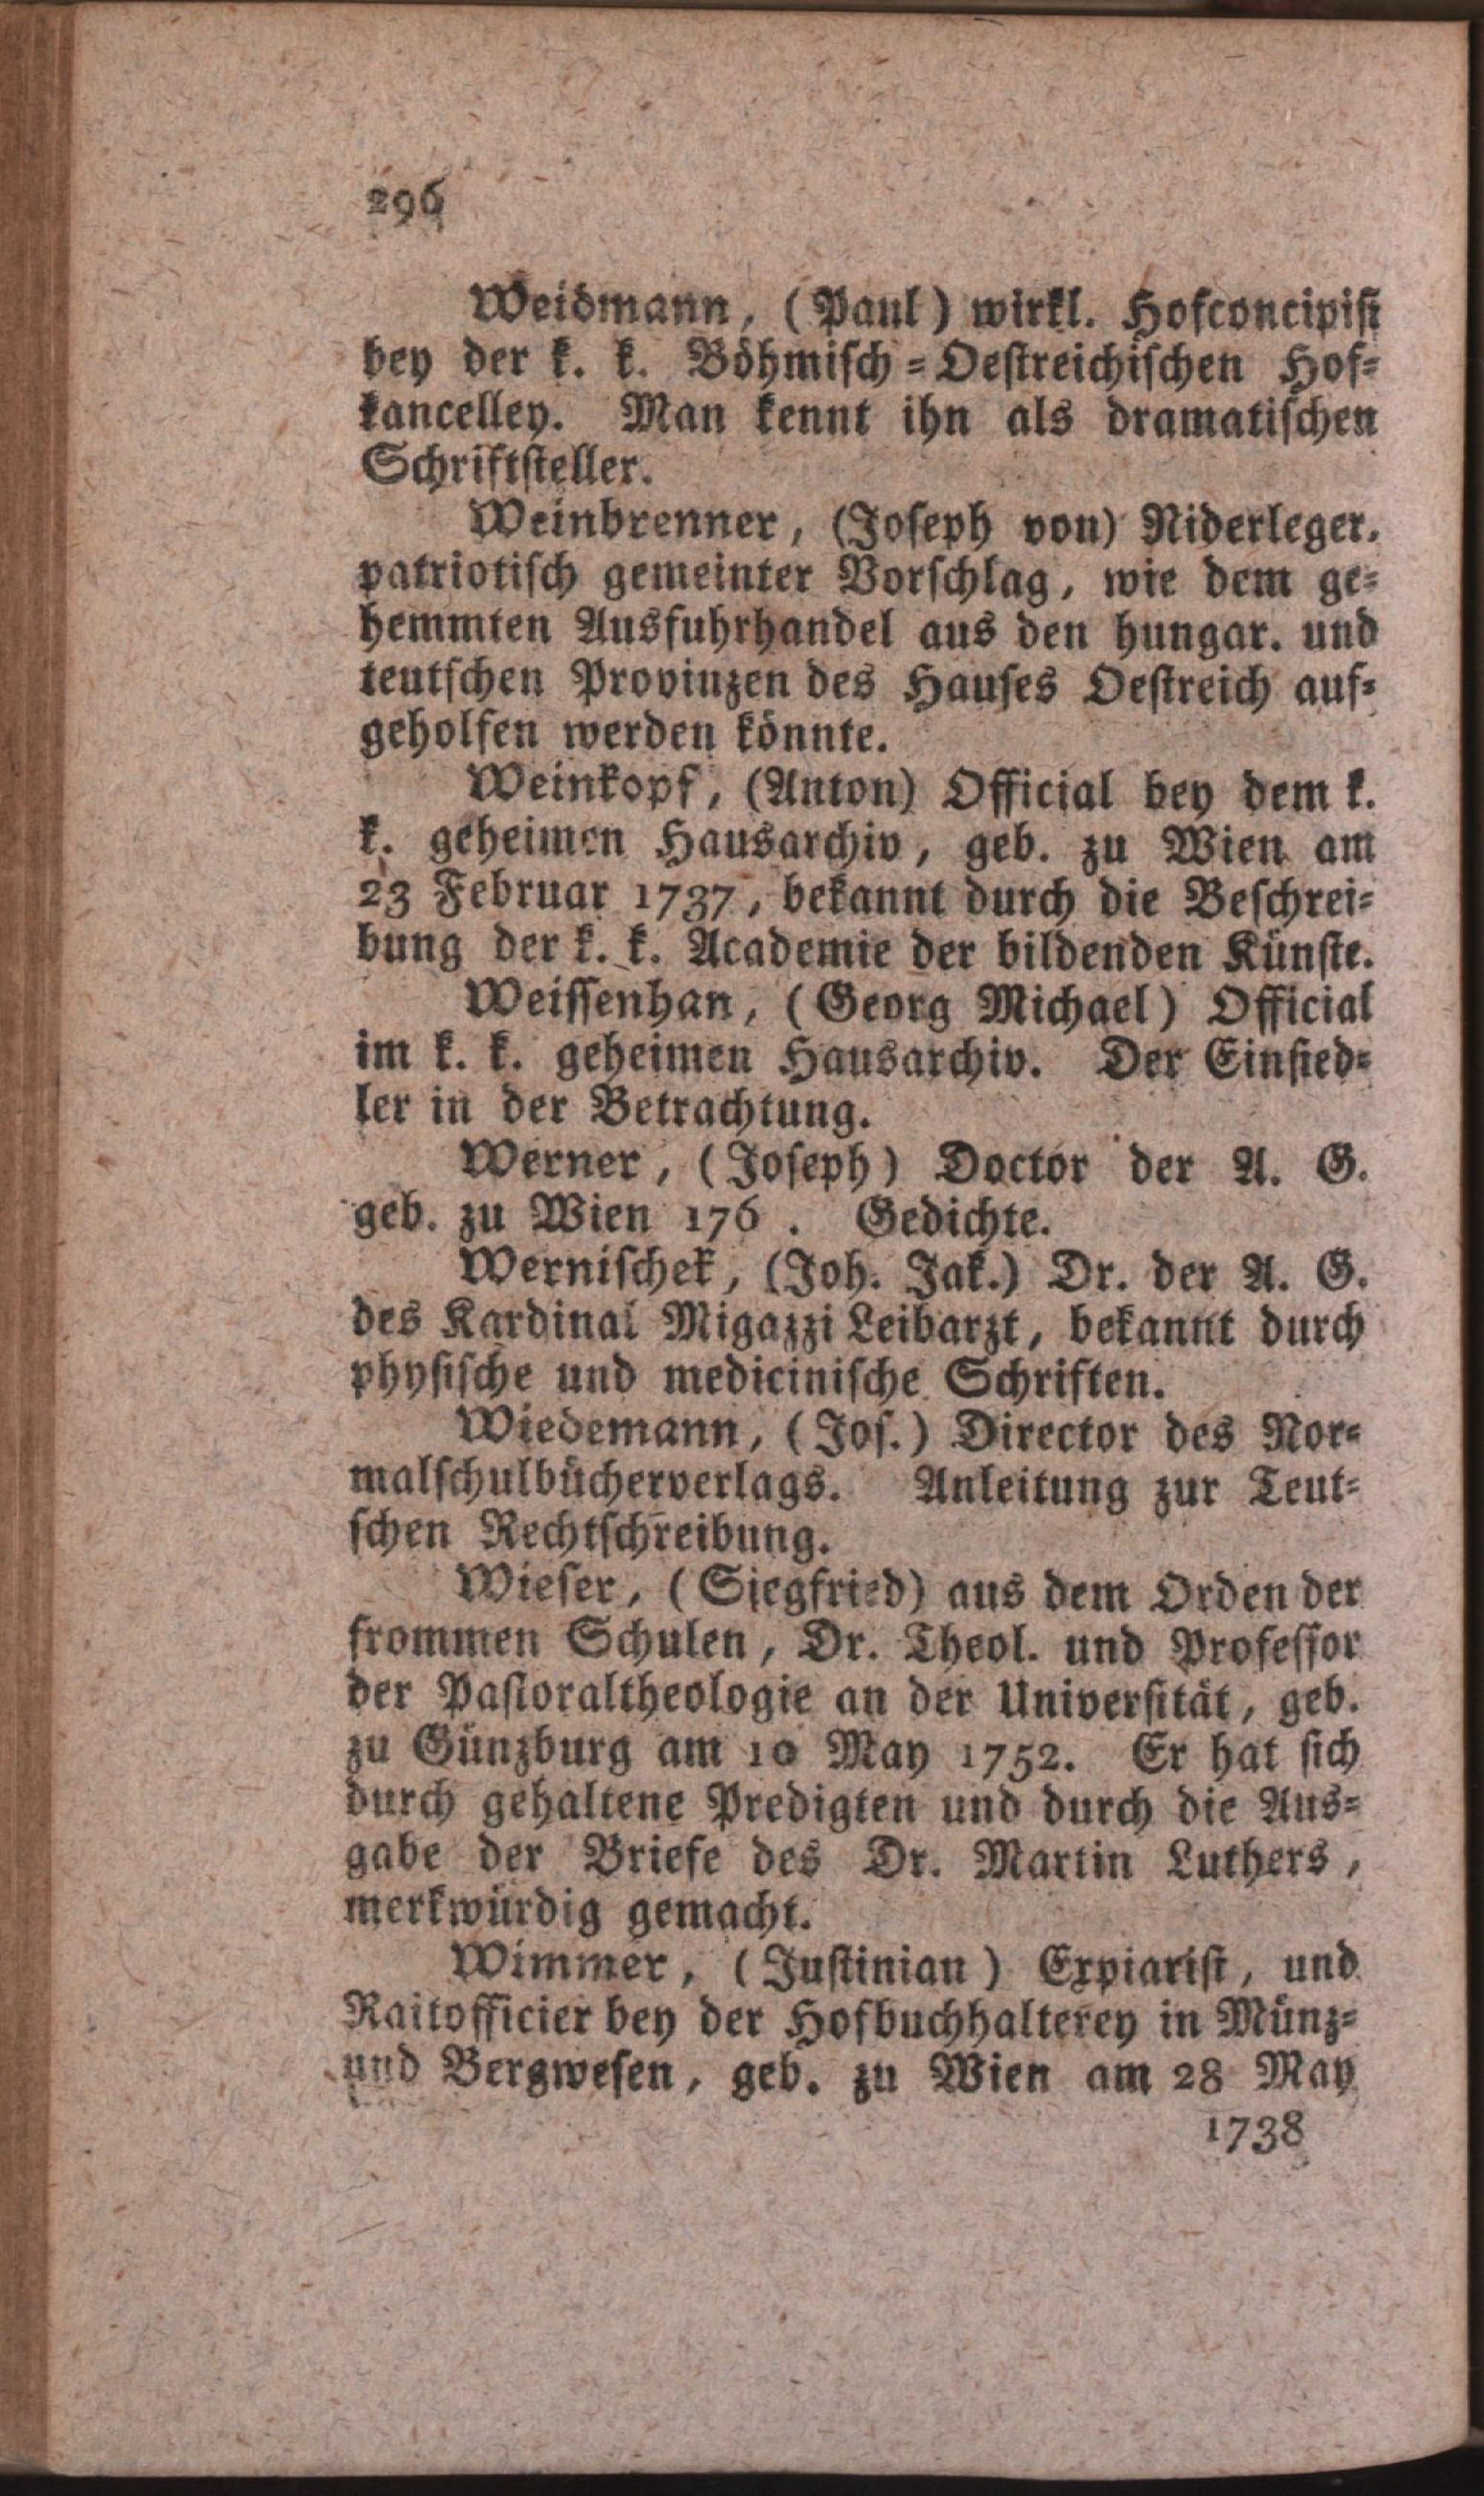 296
Weidmann, (Paul) wirkl. Hofconcipist
bey der k. k. Böhmisch=Oestreichischen Hof=
kancelley. Man kennt ihn als dramatischen
Schriftsteller.
Weinbrenner, (Joseph von) Niderleger.
patriotisch gemeinter Vorschlag, wie dem ge=
hemmten Ausfuhrhandel aus den hungar. und
teutschen Provinzen des Hauses Oestreich auf=
geholfen werden könnte.
Weinkopf, (Anton) Official bey dem k.
k. geheimen Hausarchiv, geb. zu Wien am
23 Februar 1737, bekannt durch die Beschrei=
bung der k. k. Academie der bildenden Künste.
Weissenhan, (Georg Michael) Official
im k. k. geheimen Hausarchiv. Der Einsied=
ler in der Betrachtung.
Werner, (Joseph) Doctor der A. G.
geb. zu Wien 176 . Gedichte.
Wernischek, (Joh. Jak.) Dr. der A. G.
des Kardinal Migazzi Leibarzt, bekannt durch
physische und medicinische Schriften.
Wiedemann, (Jos.) Director des Nor=
malschulbücherverlags. Anleitung zur Teut=
schen Rechtschreibung.
Wieser, (Siegfried) aus dem Orden der
frommen Schulen, Dr. Theol. und Professor
der Pastoraltheologie an der Universität, geb.
zu Günzburg am 10 May 1752. Er hat sich
durch gehaltene Predigten und durch die Aus=
gabe der Briefe des Dr. Martin Luthers,
merkwürdig gemacht.
Wimmer, (Justinian) Expiarist, und
Raitofficier bey der Hofbuchhalterey in Münz=
und Bergwesen, geb. zu Wien am 28 May
1738